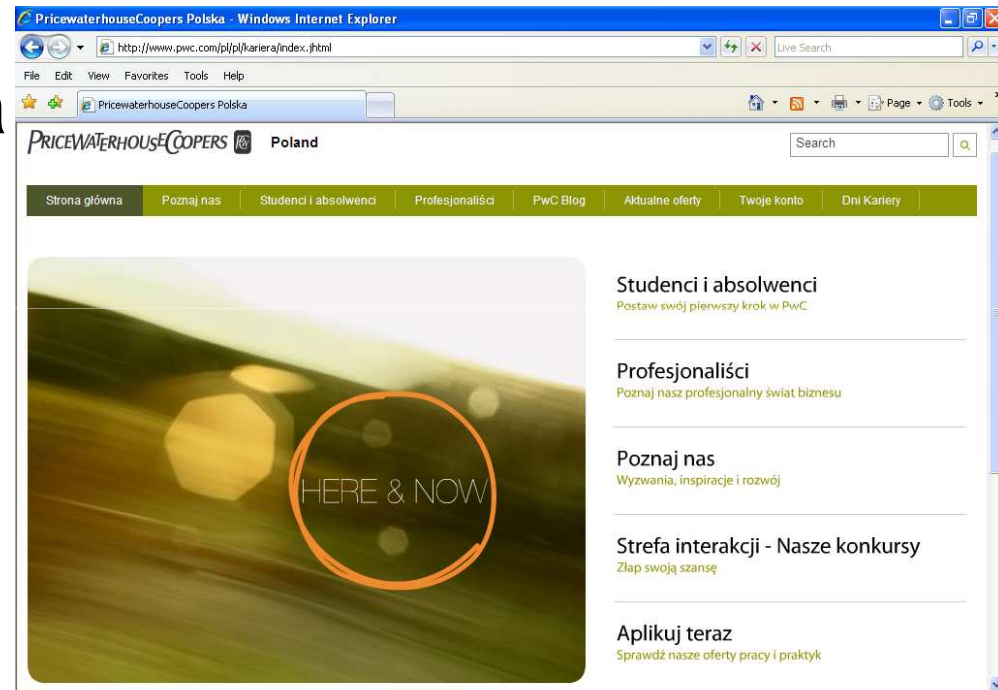 PricewaterhouseCoopers Polska - Windows Internet Explorer
http://www.pwc.com/pl/pl/kariera/index.jhtml
Live Search
File Edit View Favorites Tools Help
PricewaterhouseCoopers Polska
Page Tools
PRICEWATERHOUSECOOPERS PwC Poland
Search
Strona główna Poznaj nas Studenci i absolwenci Profesjonaliści PwC Blog Aktualne oferty Twoje konto Dni Kariery
HERE & NOW
Studenci i absolwenci
Postaw swój pierwszy krok w PwC
Profesjonaliści
Poznaj nasz profesjonalny świat biznesu
Poznaj nas
Wyzwania, inspiracje i rozwój
Strefa interakcji - Nasze konkursy
Złap swoją szansę
Aplikuj teraz
Sprawdź nasze oferty pracy i praktyk